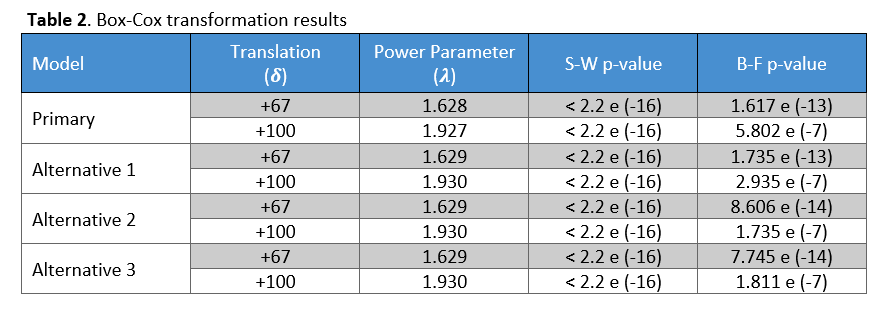 Table 2. Box-Cox transformation results
Model Translation (δ) Power Parameter (λ) S-W p-value B-F p-value
Primary +67 1.628 < 2.2 e (-16) 1.617 e (-13)
+100 1.927 < 2.2 e (-16) 5.802 e (-7)
Alternative 1 +67 1.629 < 2.2 e (-16) 1.735 e (-13)
+100 1.930 < 2.2 e (-16) 2.935 e (-7)
Alternative 2 +67 1.629 < 2.2 e (-16) 8.606 e (-14)
+100 1.930 < 2.2 e (-16) 1.735 e (-7)
Alternative 3 +67 1.629 < 2.2 e (-16) 7.745 e (-14)
+100 1.930 < 2.2 e (-16) 1.811 e (-7)